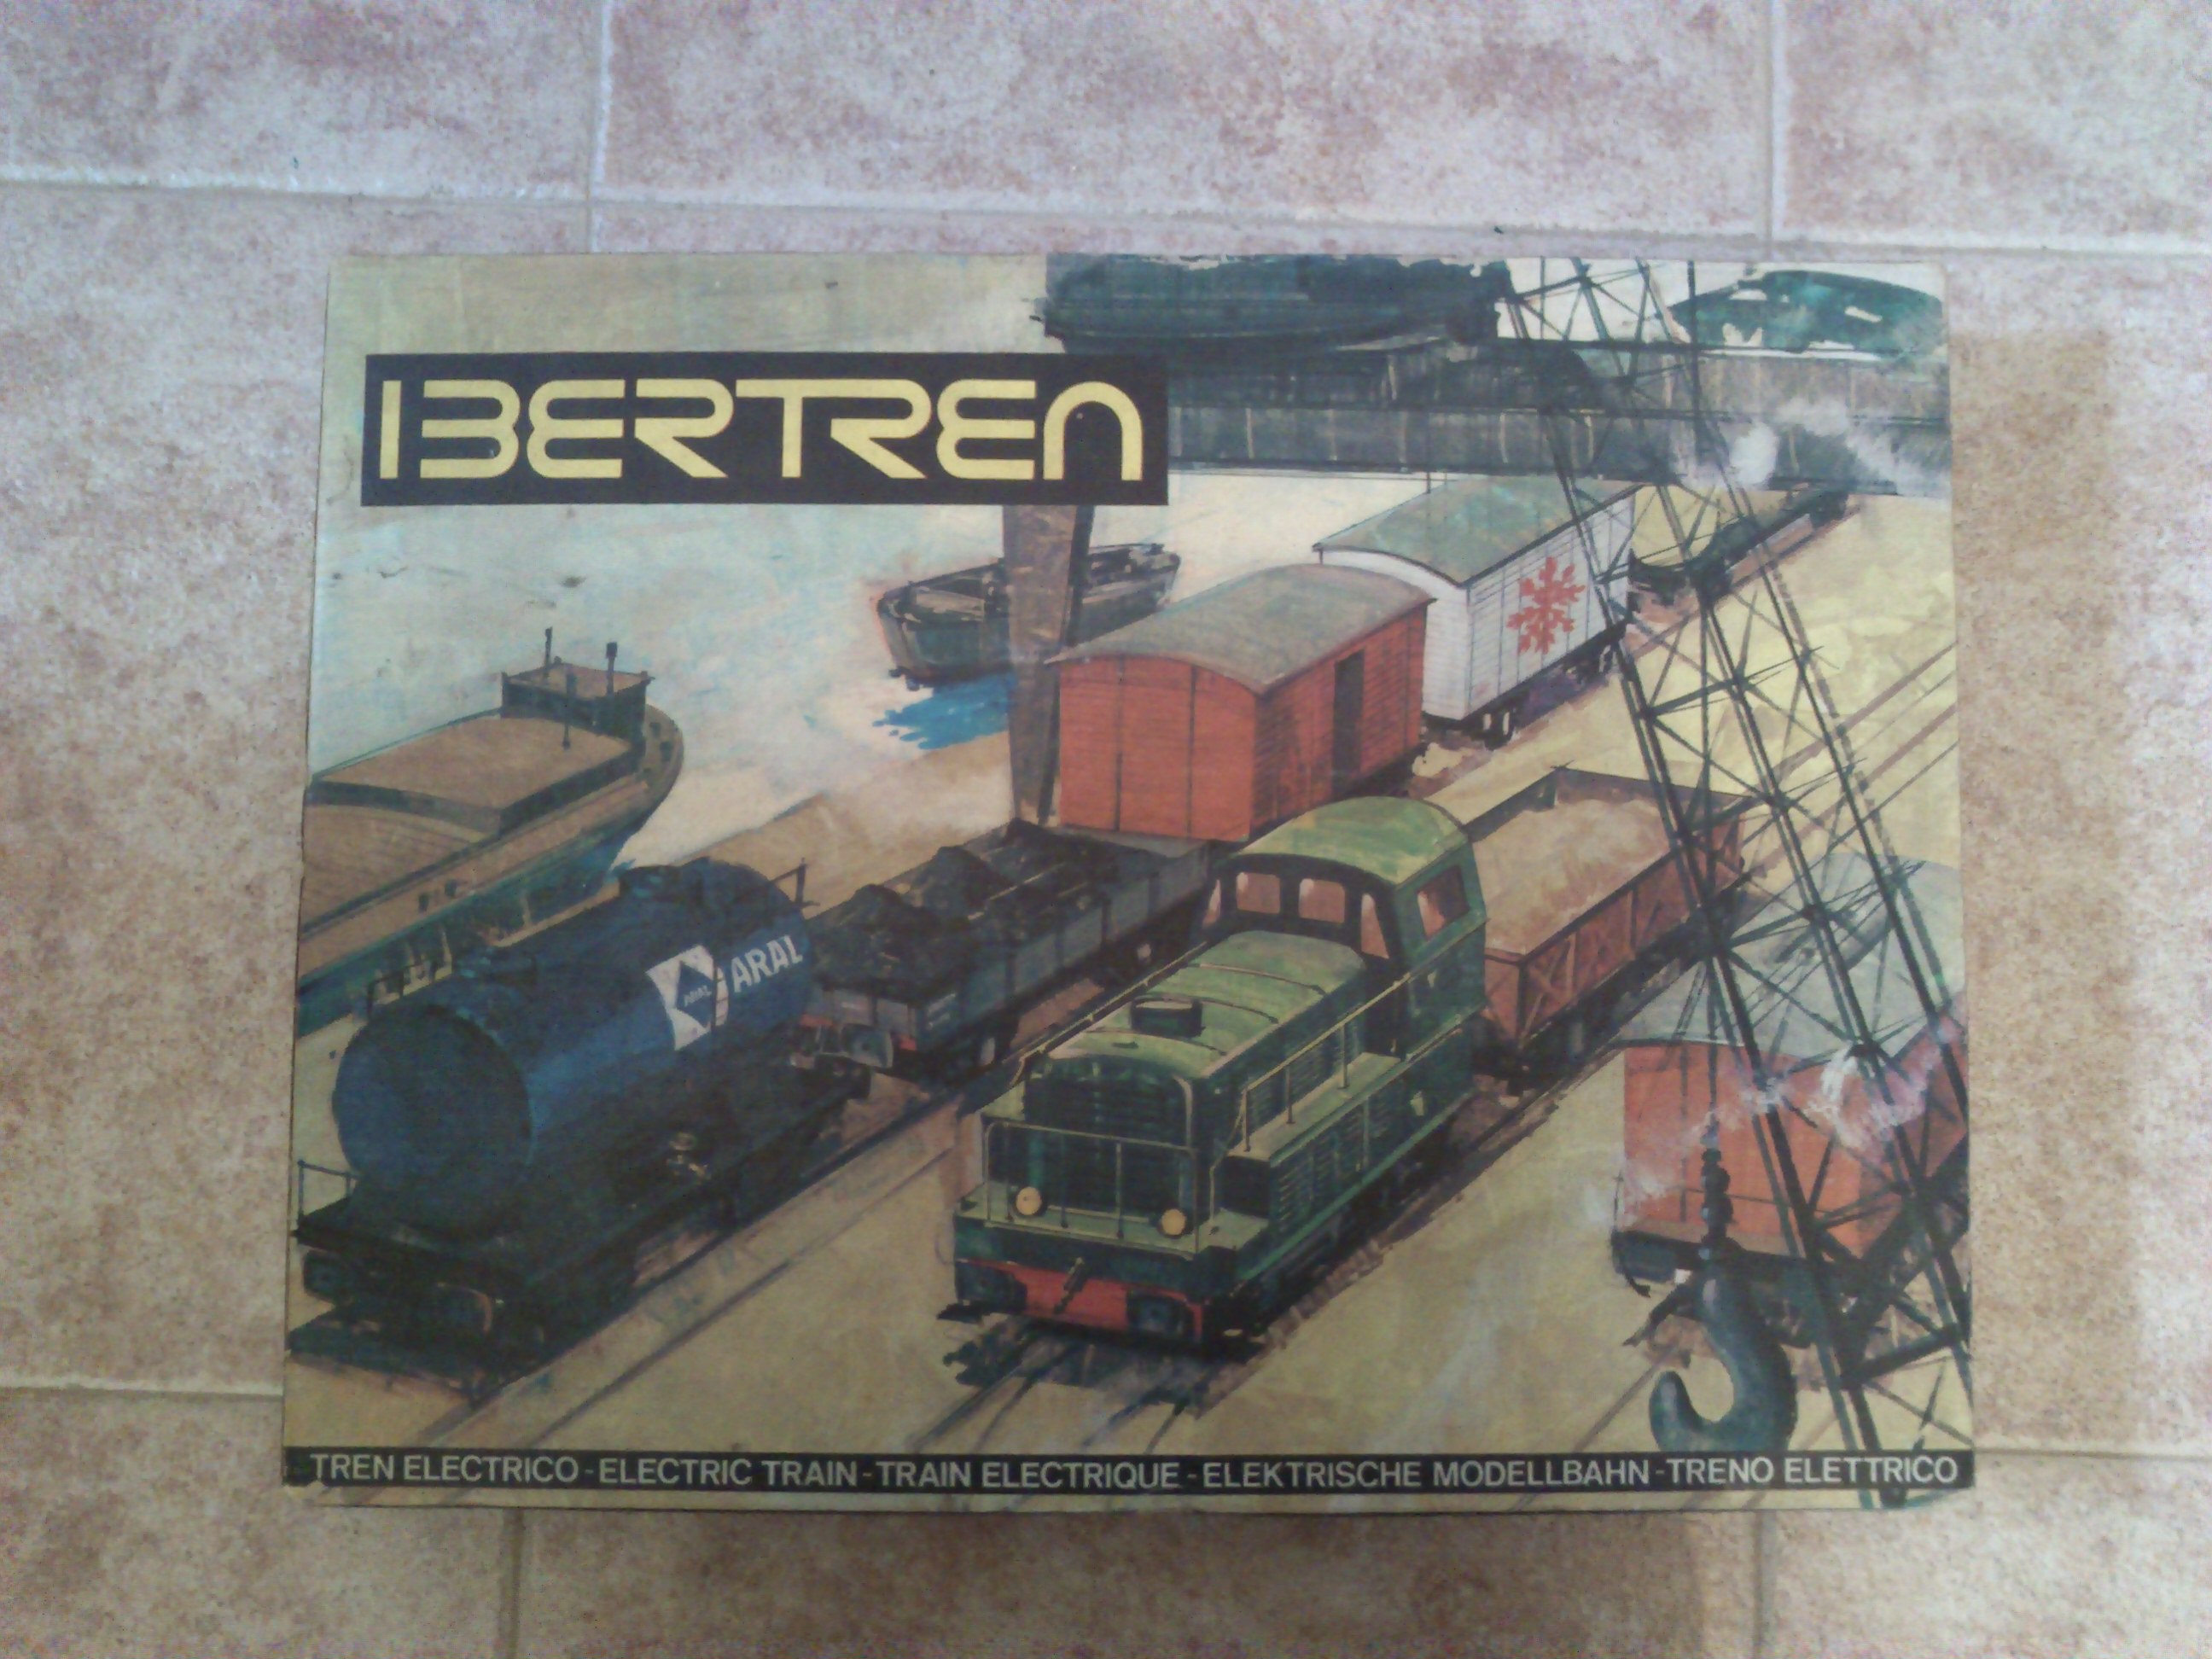 IBERTREN
ARAL
ARAL
TREN ELECTRICO - ELECTRIC TRAIN - TRAIN ELECTRIQUE - ELEKTRISCHE MODELLBAHN - TRENO ELETTRICO